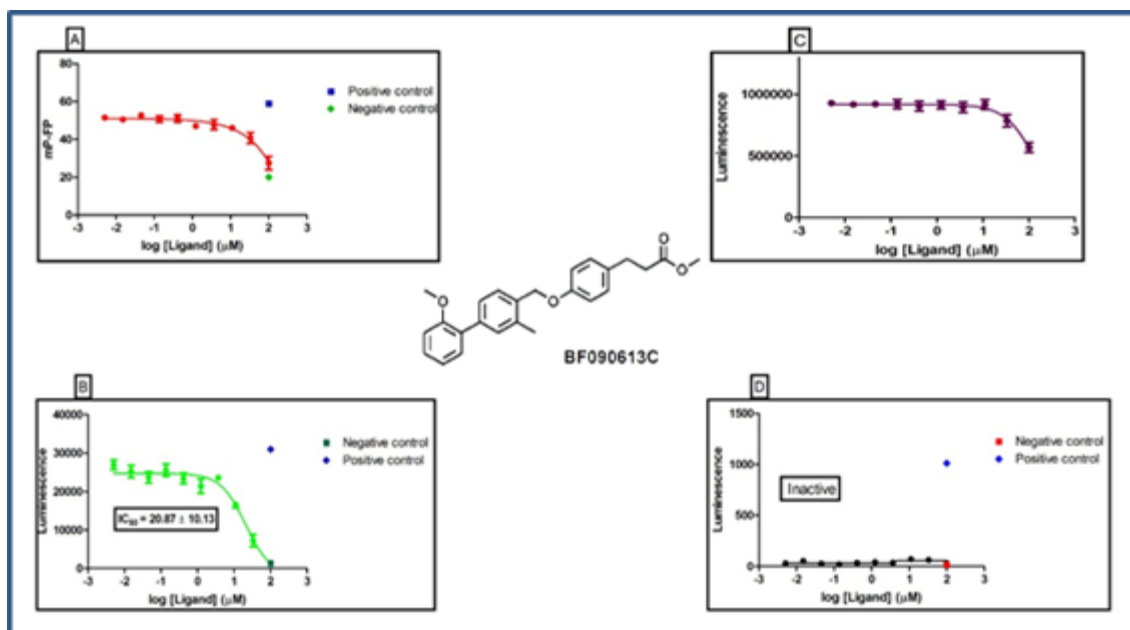 A
80
60
40
20
0
mP-FP
-3 -2 -1 0 1 2 3
log [Ligand] (μM)
Positive control
Negative control
C
1000000
500000
0
Luminescence
-3 -2 -1 0 1 2 3
log [Ligand] (μM)
O
O
O
O
BF090613C
B
40000
30000
20000
10000
0
Luminescence
IC50 = 20.87 ± 10.13
-3 -2 -1 0 1 2 3
log [Ligand] (μM)
Negative control
Positive control
D
1500
1000
500
0
Luminescence
Inactive
-3 -2 -1 0 1 2 3
log [Ligand] (μM)
Negative control
Positive control